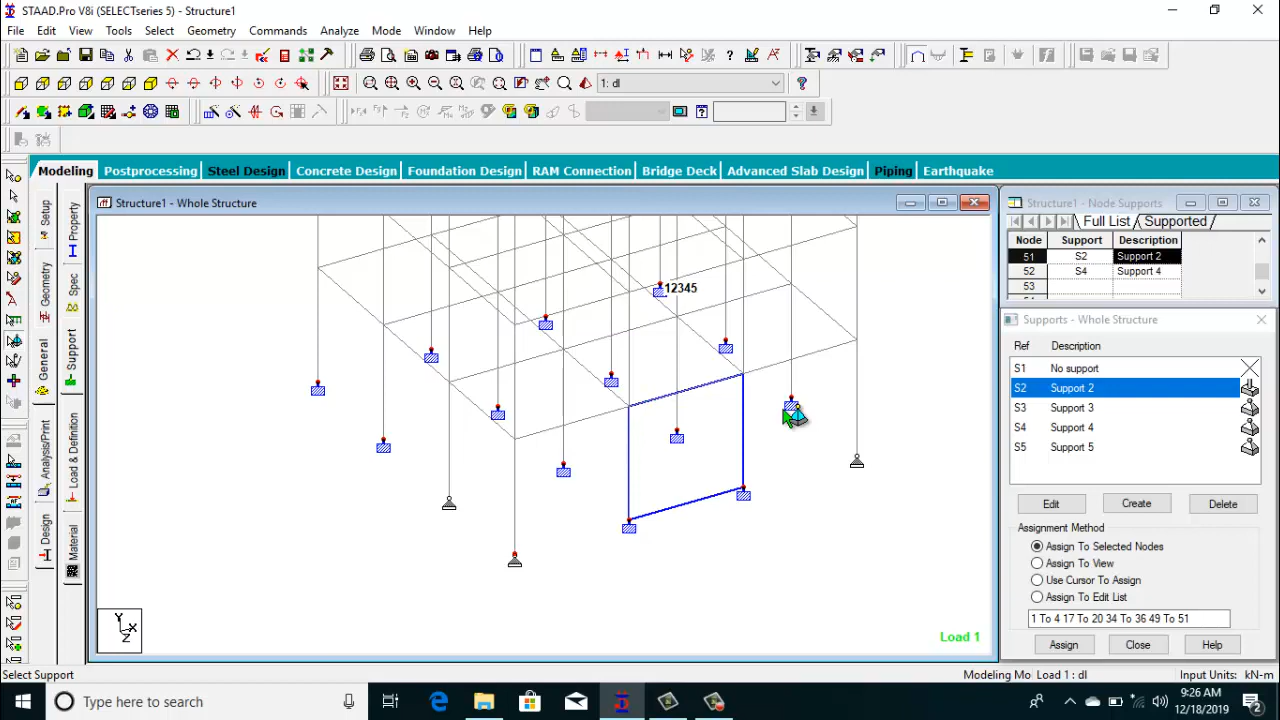 STAAD.Pro V8i (SELECTseries 5) - Structure1
File Edit View Tools Select Geometry Commands Analyze Mode Window Help
1: dl
Modeling Postprocessing Steel Design Concrete Design Foundation Design RAM Connection Bridge Deck Advanced Slab Design Piping Earthquake
Setup
Geometry
General
Analysis/Print
Design
Property
Spec
Support
Load & Definition
Material
Structure1 - Whole Structure
12345
Y
X
Z
Load 1
Structure1 - Node Supports
Full List Supported
Node Support Description
51 S2 Support 2
52 S4 Support 4
53
Supports - Whole Structure
Ref Description
S1 No support
S2 Support 2
S3 Support 3
S4 Support 4
S5 Support 5
Edit Create Delete
Assignment Method
Assign To Selected Nodes
Assign To View
Use Cursor To Assign
Assign To Edit List
1 To 4 17 To 20 34 To 36 49 To 51
Assign Close Help
Select Support
Modeling Mo Load 1 : dl Input Units: kN-m
Type here to search
9:26 AM
12/18/2019
2